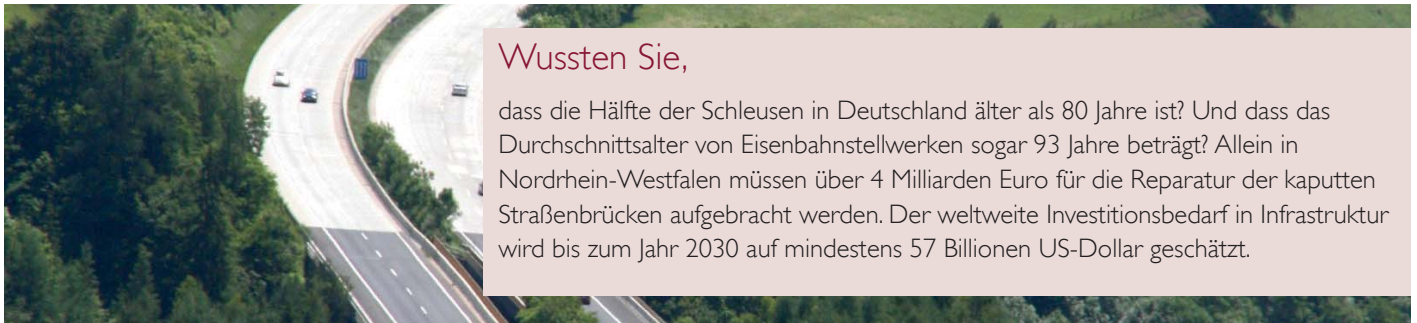 Wussten Sie,
dass die Hälfte der Schleusen in Deutschland älter als 80 Jahre ist? Und dass das
Durchschnittsalter von Eisenbahnstellwerken sogar 93 Jahre beträgt? Allein in
Nordrhein-Westfalen müssen über 4 Milliarden Euro für die Reparatur der kaputten
Straßenbrücken aufgebracht werden. Der weltweite Investitionsbedarf in Infrastruktur
wird bis zum Jahr 2030 auf mindestens 57 Billionen US-Dollar geschätzt.